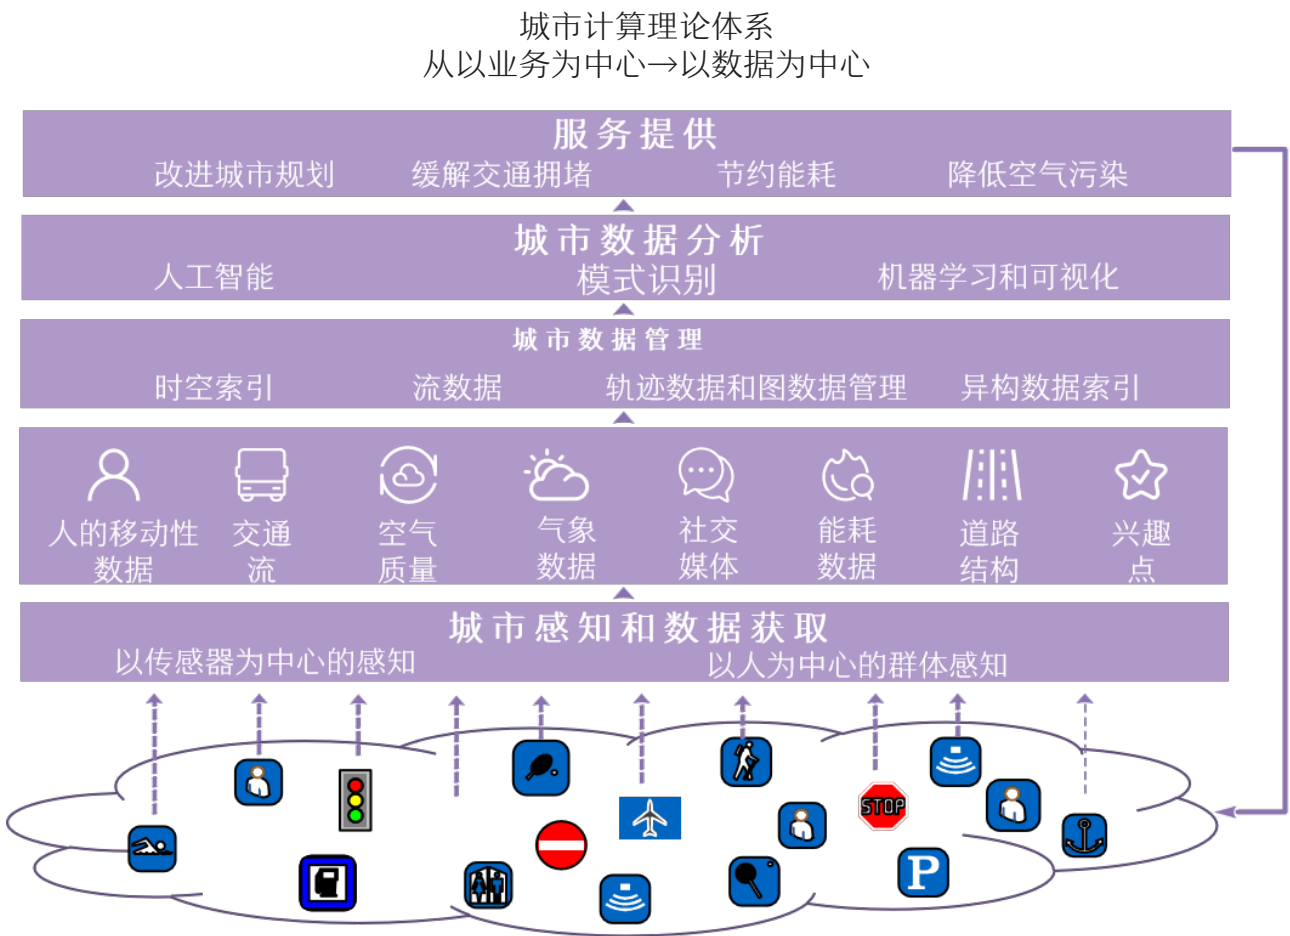 城市计算理论体系
从以业务为中心→以数据为中心
服务提供
改进城市规划 缓解交通拥堵 节约能耗 降低空气污染
城市数据分析
人工智能 模式识别 机器学习和可视化
城市数据管理
时空索引 流数据 轨迹数据和图数据管理 异构数据索引
人的移动性 交通 空气 气象 社交 能耗 道路 兴趣
数据 流 质量 数据 媒体 数据 结构 点
城市感知和数据获取
以传感器为中心的感知 以人为中心的群体感知
STOP
P